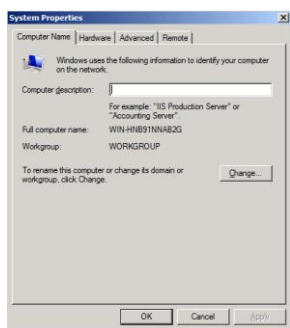 System Properties
Computer Name Hardware Advanced Remote
Windows uses the following information to identify your computer
on the network.
Computer description:
For example: "IIS Production Server" or
"Accounting Server".
Full computer name: WIN-HNB91NNAB2G
Workgroup: WORKGROUP
To rename this computer or change its domain or
workgroup, click Change.
Change...
OK Cancel Apply